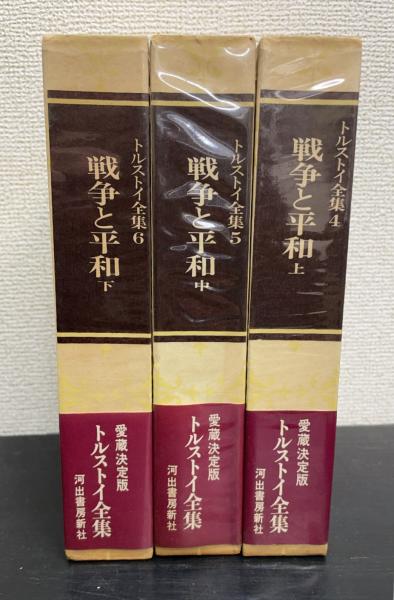 トルストイ全集4
戦争と平和 上
愛蔵決定版
トルストイ全集
河出書房新社
トルストイ全集5
戦争と平和 中
愛蔵決定版
トルストイ全集
河出書房新社
トルストイ全集6
戦争と平和 下
愛蔵決定版
トルストイ全集
河出書房新社